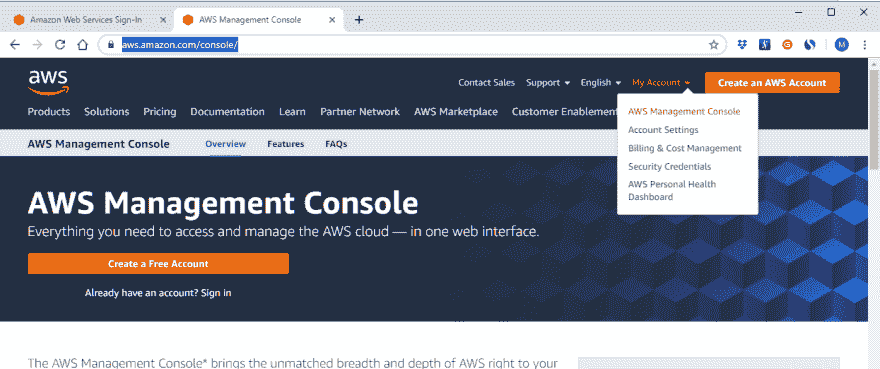 Amazon Web Services Sign-In
AWS Management Console
aws.amazon.com/console/
M
aws
Contact Sales Support English My Account Create an AWS Account
Products Solutions Pricing Documentation Learn Partner Network AWS Marketplace Customer Enablement
AWS Management Console
Account Settings
Billing & Cost Management
Security Credentials
AWS Personal Health
Dashboard
AWS Management Console Overview Features FAQs
AWS Management Console
Everything you need to access and manage the AWS cloud — in one web interface.
Create a Free Account
Already have an account? Sign in
The AWS Management Console* brings the unmatched breadth and depth of AWS right to your